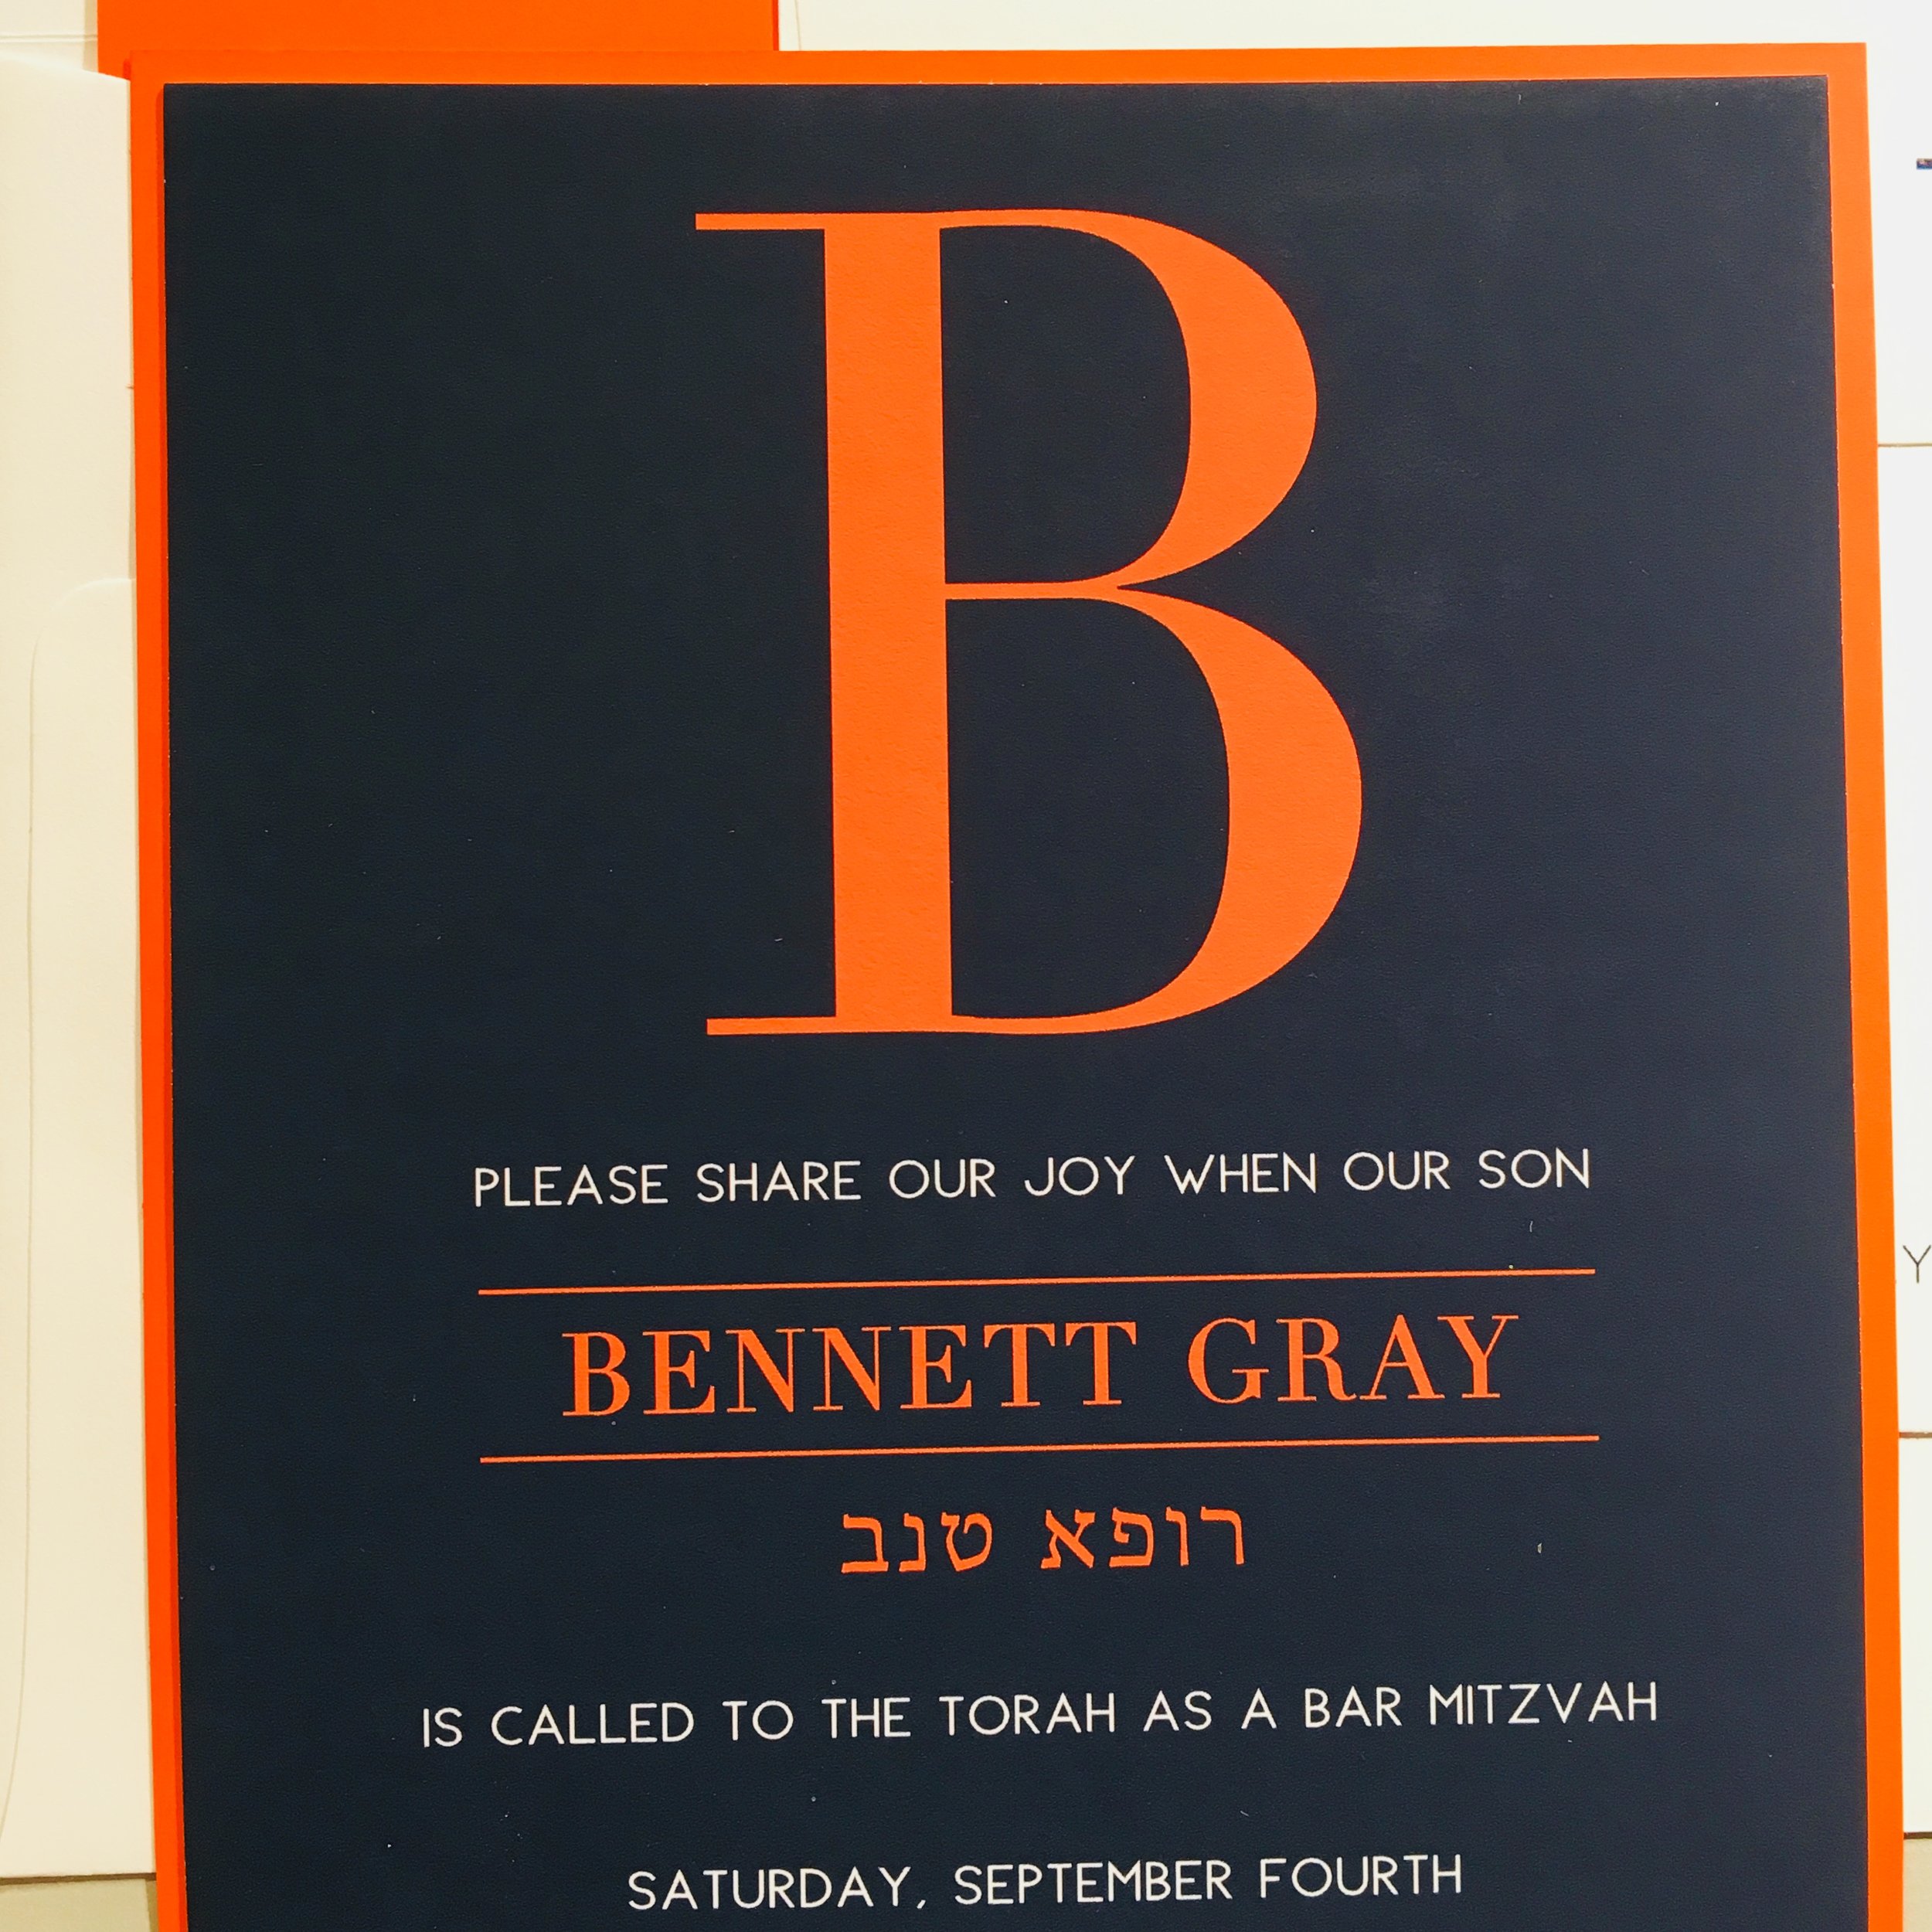 B
PLEASE SHARE OUR JOY WHEN OUR SON
BENNETT GRAY
רופא טנב
IS CALLED TO THE TORAH AS A BAR MITZVAH
SATURDAY, SEPTEMBER FOURTH
Y